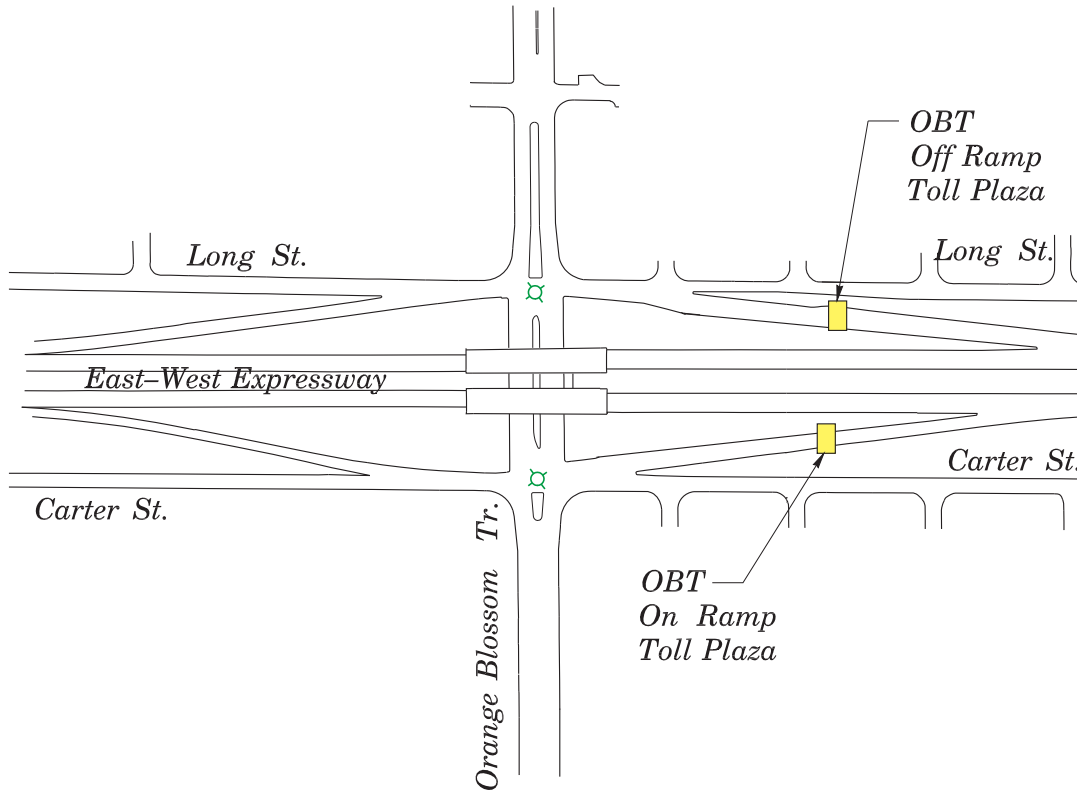 OBT
Off Ramp
Toll Plaza
Long St.
Long St.
East–West Expressway
Carter St.
Carter St.
Orange Blossom Tr.
OBT
On Ramp
Toll Plaza